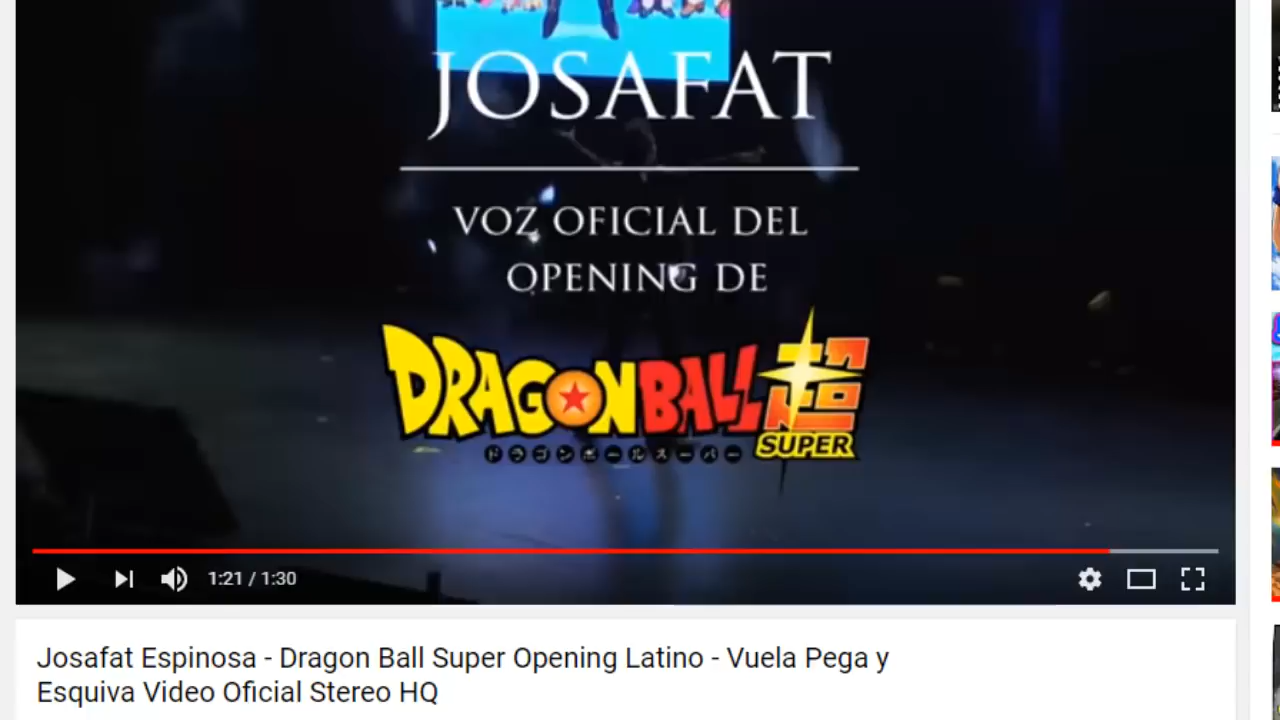 JOSAFAT
VOZ OFICIAL DEL
OPENING DE
DRAGON BALL 超
SUPER
ドラゴンボールスーパー
1:21 / 1:30
Josafat Espinosa - Dragon Ball Super Opening Latino - Vuela Pega y
Esquiva Video Oficial Stereo HQ